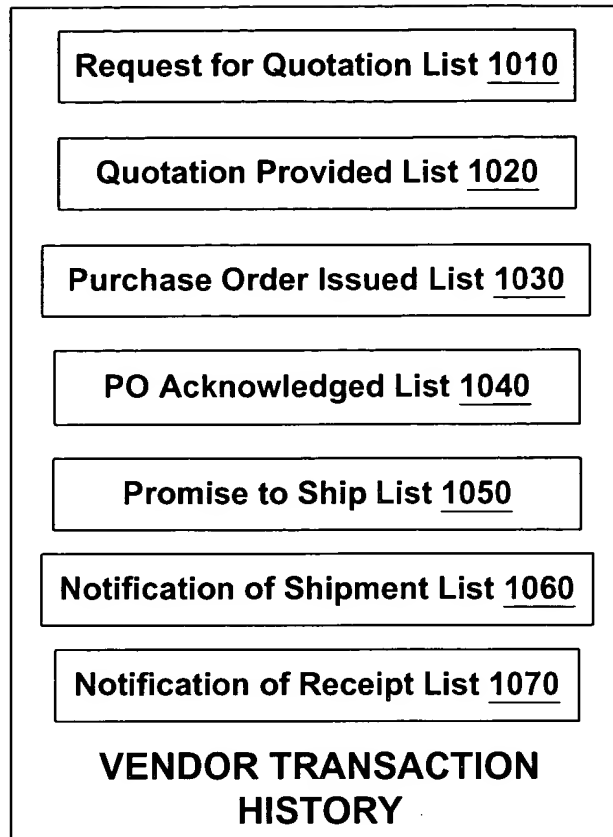 Request for Quotation List 1010
Quotation Provided List 1020
Purchase Order Issued List 1030
PO Acknowledged List 1040
Promise to Ship List 1050
Notification of Shipment List 1060
Notification of Receipt List 1070
VENDOR TRANSACTION
HISTORY